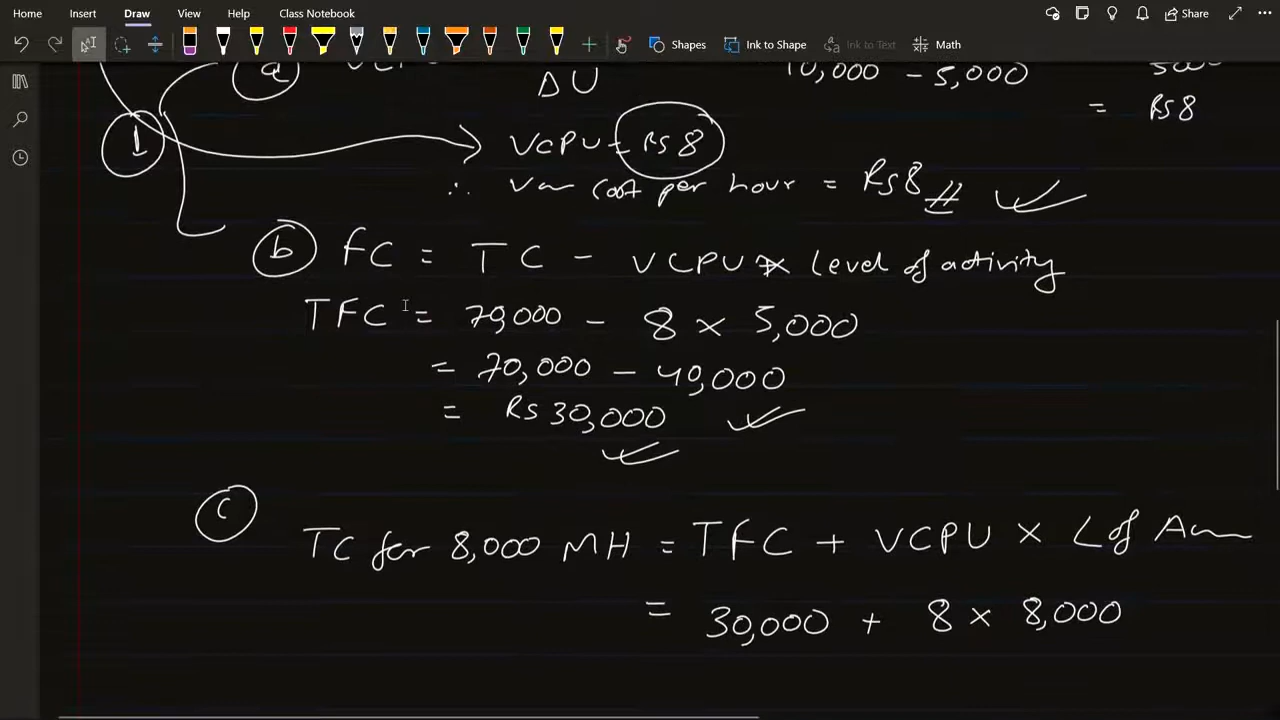 Home Insert Draw View Help Class Notebook Share
Shapes Ink to Shape Ink to Text Math
a
ΔU 10,000 - 5,000
= Rs 8
1 VCPU = Rs 8
∴ Var cost per hour = Rs 8
b FC = TC - VCPU × level of activity
TFC = 70,000 - 8 × 5,000
= 70,000 - 40,000
= Rs 30,000
c
TC for 8,000 MH = TFC + VCPU × L of
= 30,000 + 8 × 8,000